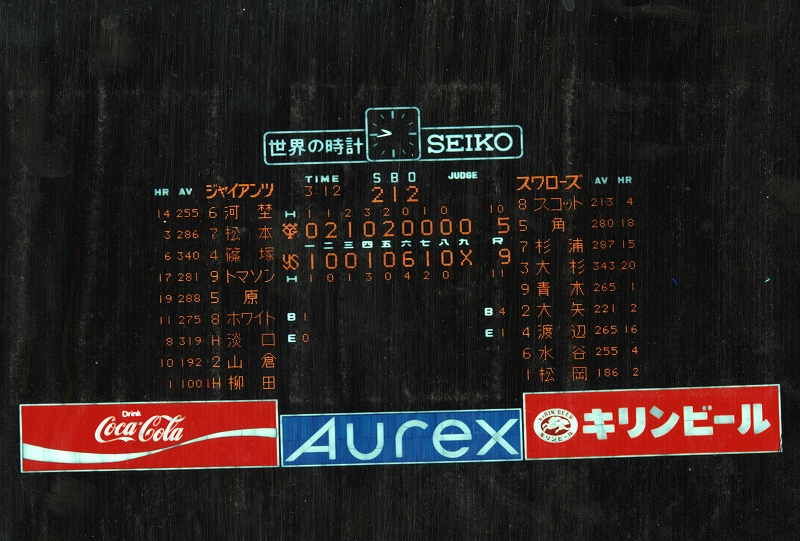 世界の時計 SEIKO
TIME S B O JUDGE
3:12 2 1 2
HR AV ジャイアンツ スワローズ AV HR
14 255 6 河埜 H 1 1 2 3 2 0 1 0 10 8 スコット 213 4
3 286 7 松本 0 2 1 0 2 0 0 0 0 5 5 角 280 18
一 二 三 四 五 六 七 八 九 R
6 340 4 篠塚 YS 1 0 0 1 0 6 1 0 X 9 7 杉浦 287 15
17 281 9 トマソン H 1 0 1 3 0 4 2 0 11 3 大杉 343 20
19 288 5 原 9 青木 265 1
11 275 8 ホワイト B 1 B 4 2 大矢 221 2
8 319 H 淡口 E 0 E 1 4 渡辺 265 16
10 192 2 山倉 6 水谷 255 4
1 100 1H 柳田 1 松岡 186 2
Drink
Coca-Cola Aurex KIRIN BEER キリンビール キリンビール